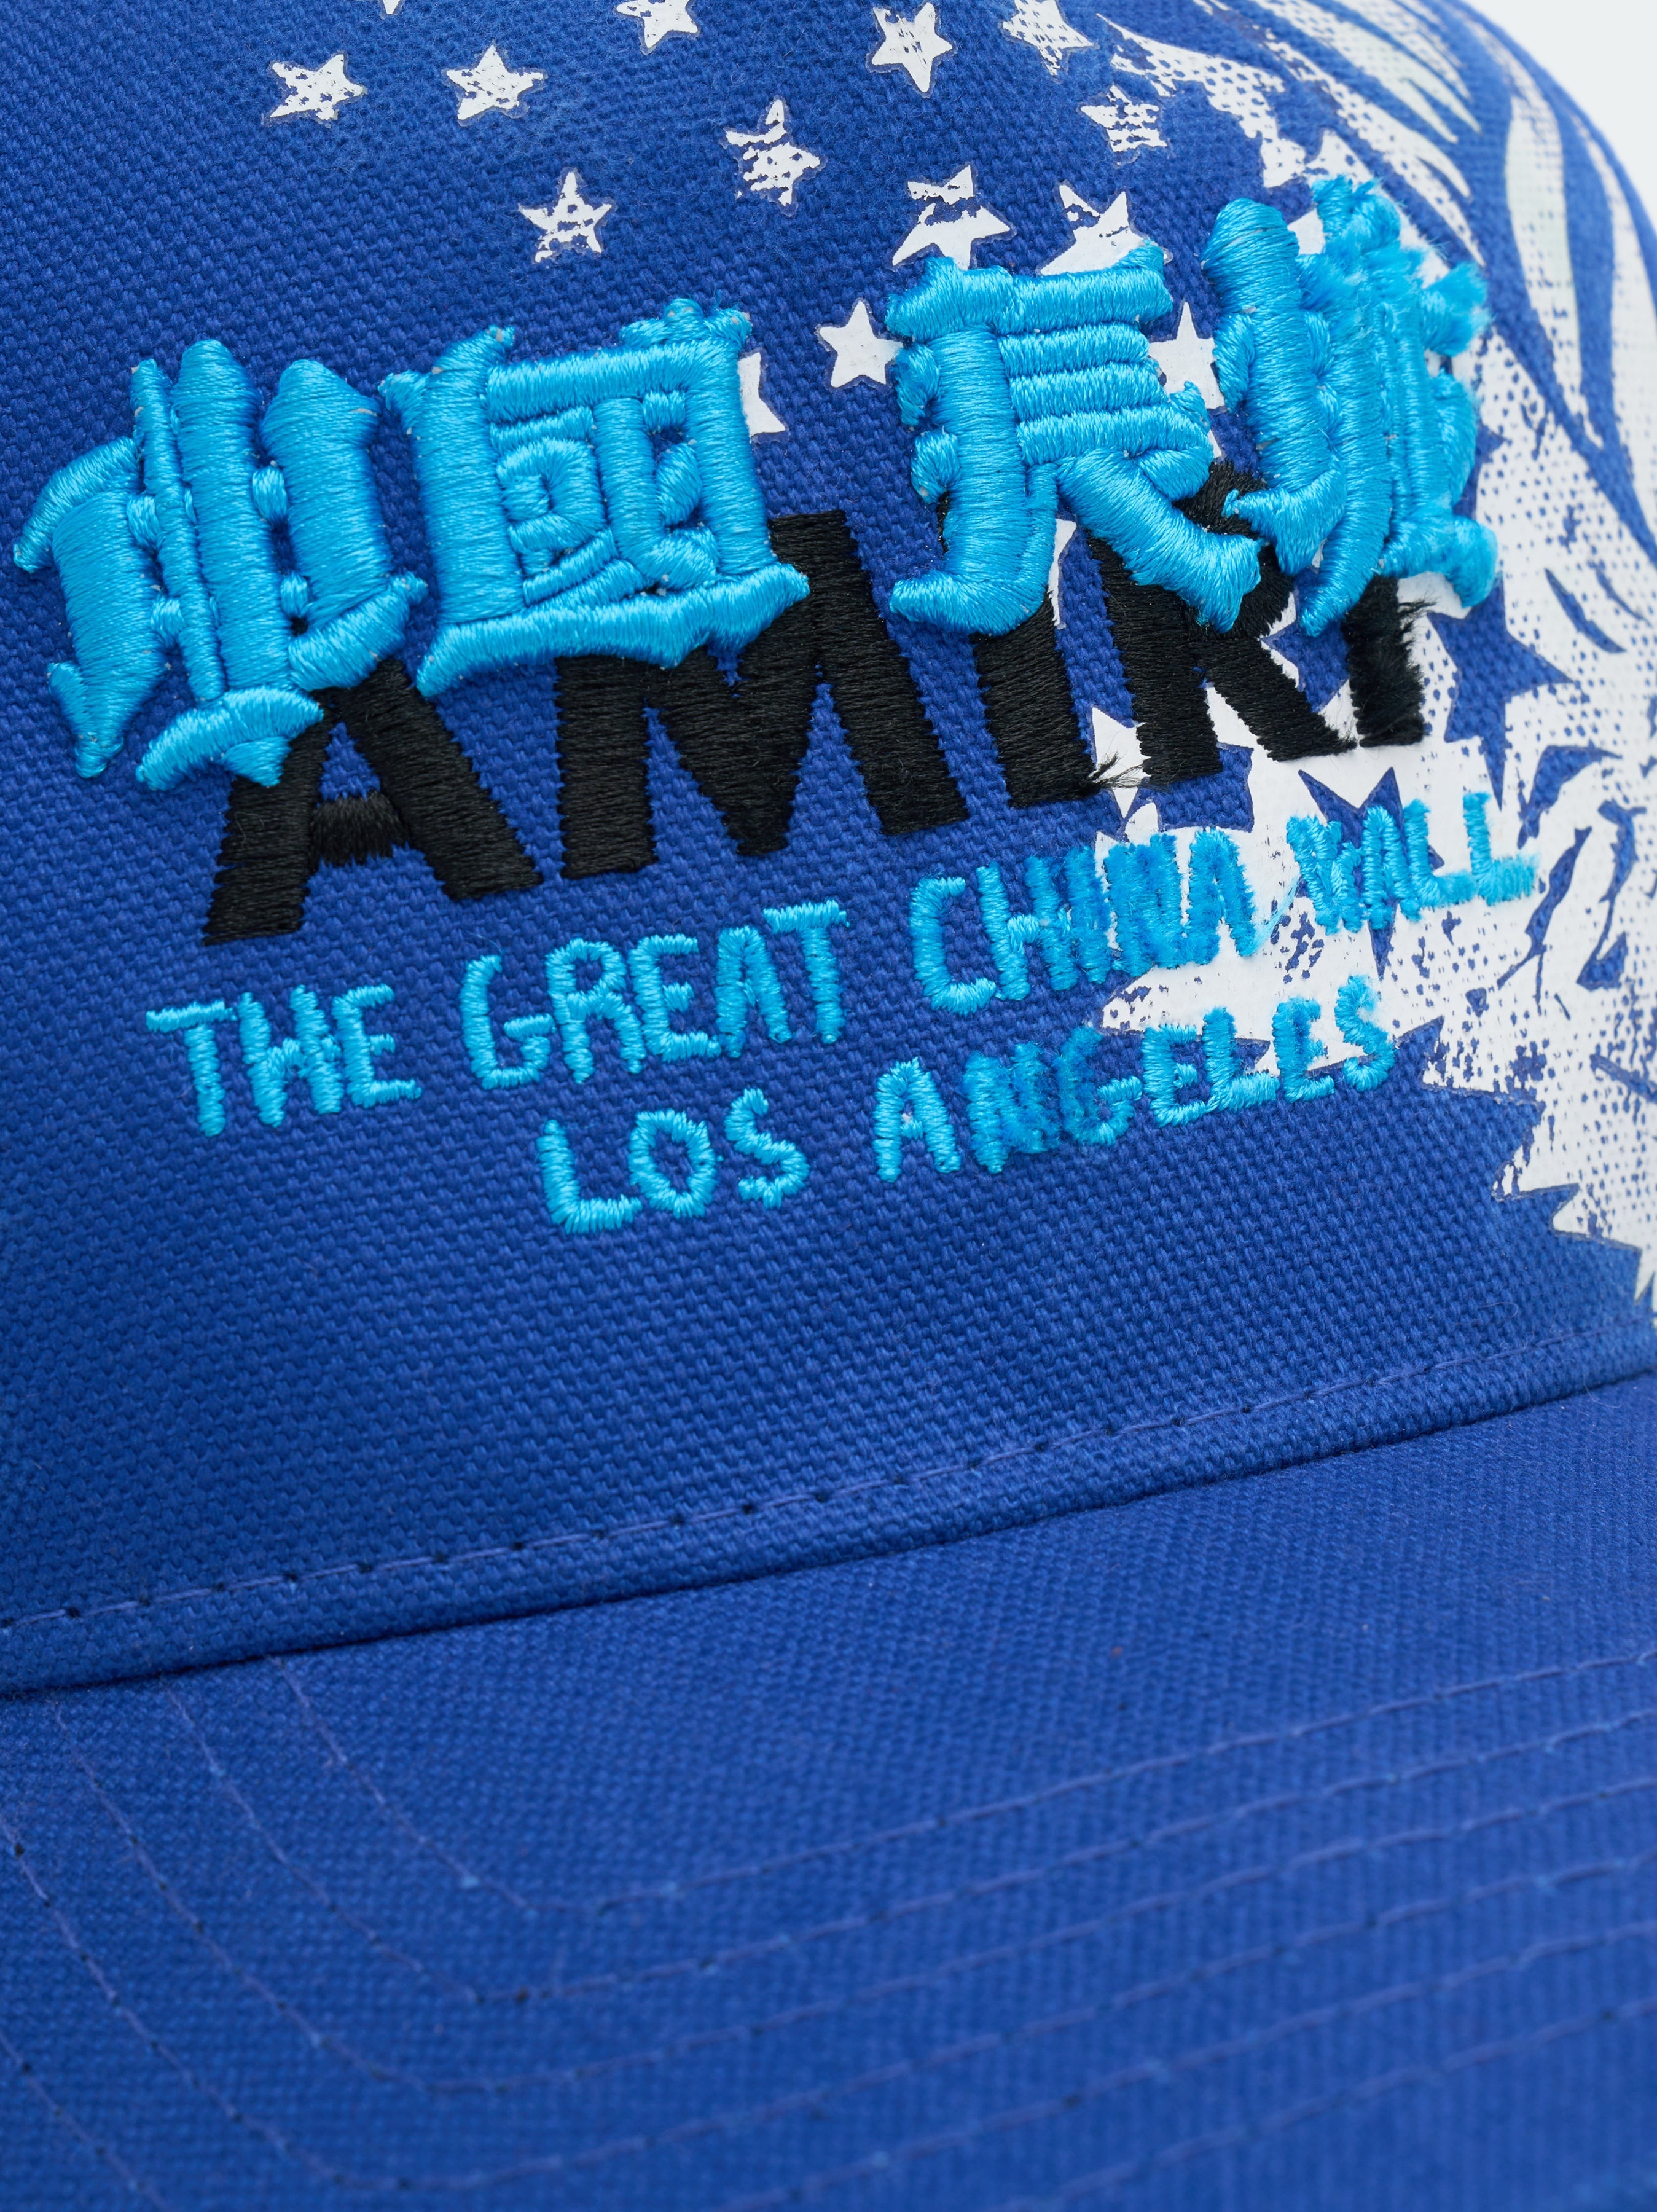 中國長城
AMIRI
THE GREAT CHINA WALL
LOS ANGELES